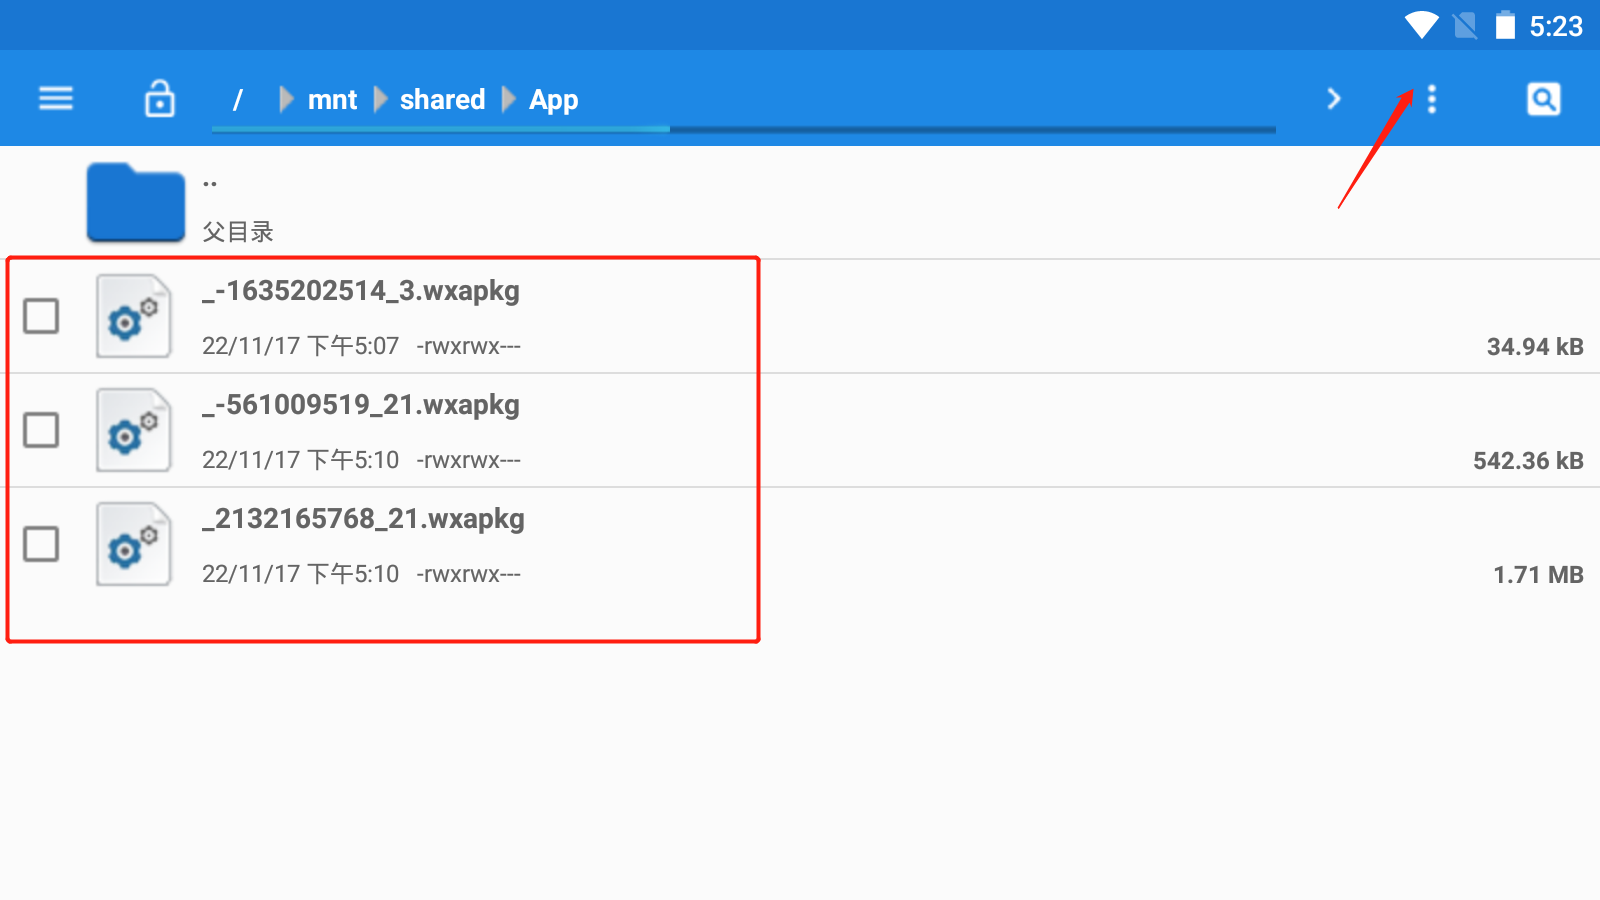 5:23
/ mnt shared App
..
父目录
_-1635202514_3.wxapkg
22/11/17 下午5:07 -rwxrwx---
34.94 kB
_-561009519_21.wxapkg
22/11/17 下午5:10 -rwxrwx---
542.36 kB
_2132165768_21.wxapkg
22/11/17 下午5:10 -rwxrwx---
1.71 MB